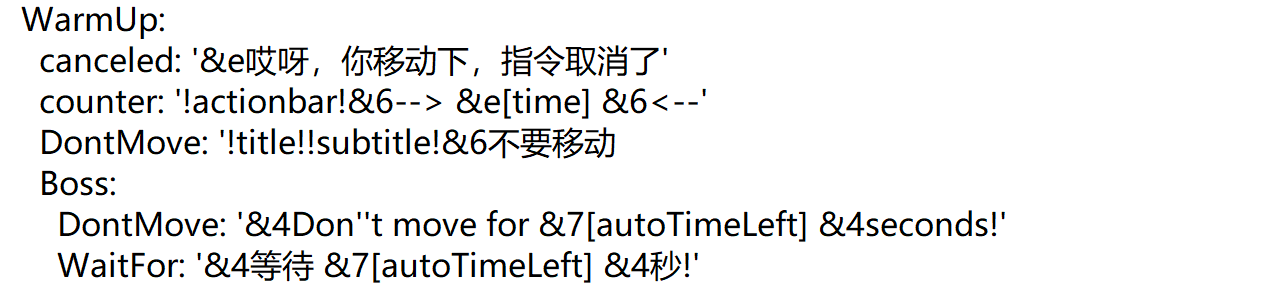 WarmUp:
canceled: '&e哎呀，你移动下，指令取消了'
counter: '!actionbar!&6--> &e[time] &6<--'
DontMove: '!title!!subtitle!&6不要移动
Boss:
DontMove: '&4Don''t move for &7[autoTimeLeft] &4seconds!'
WaitFor: '&4等待 &7[autoTimeLeft] &4秒!'